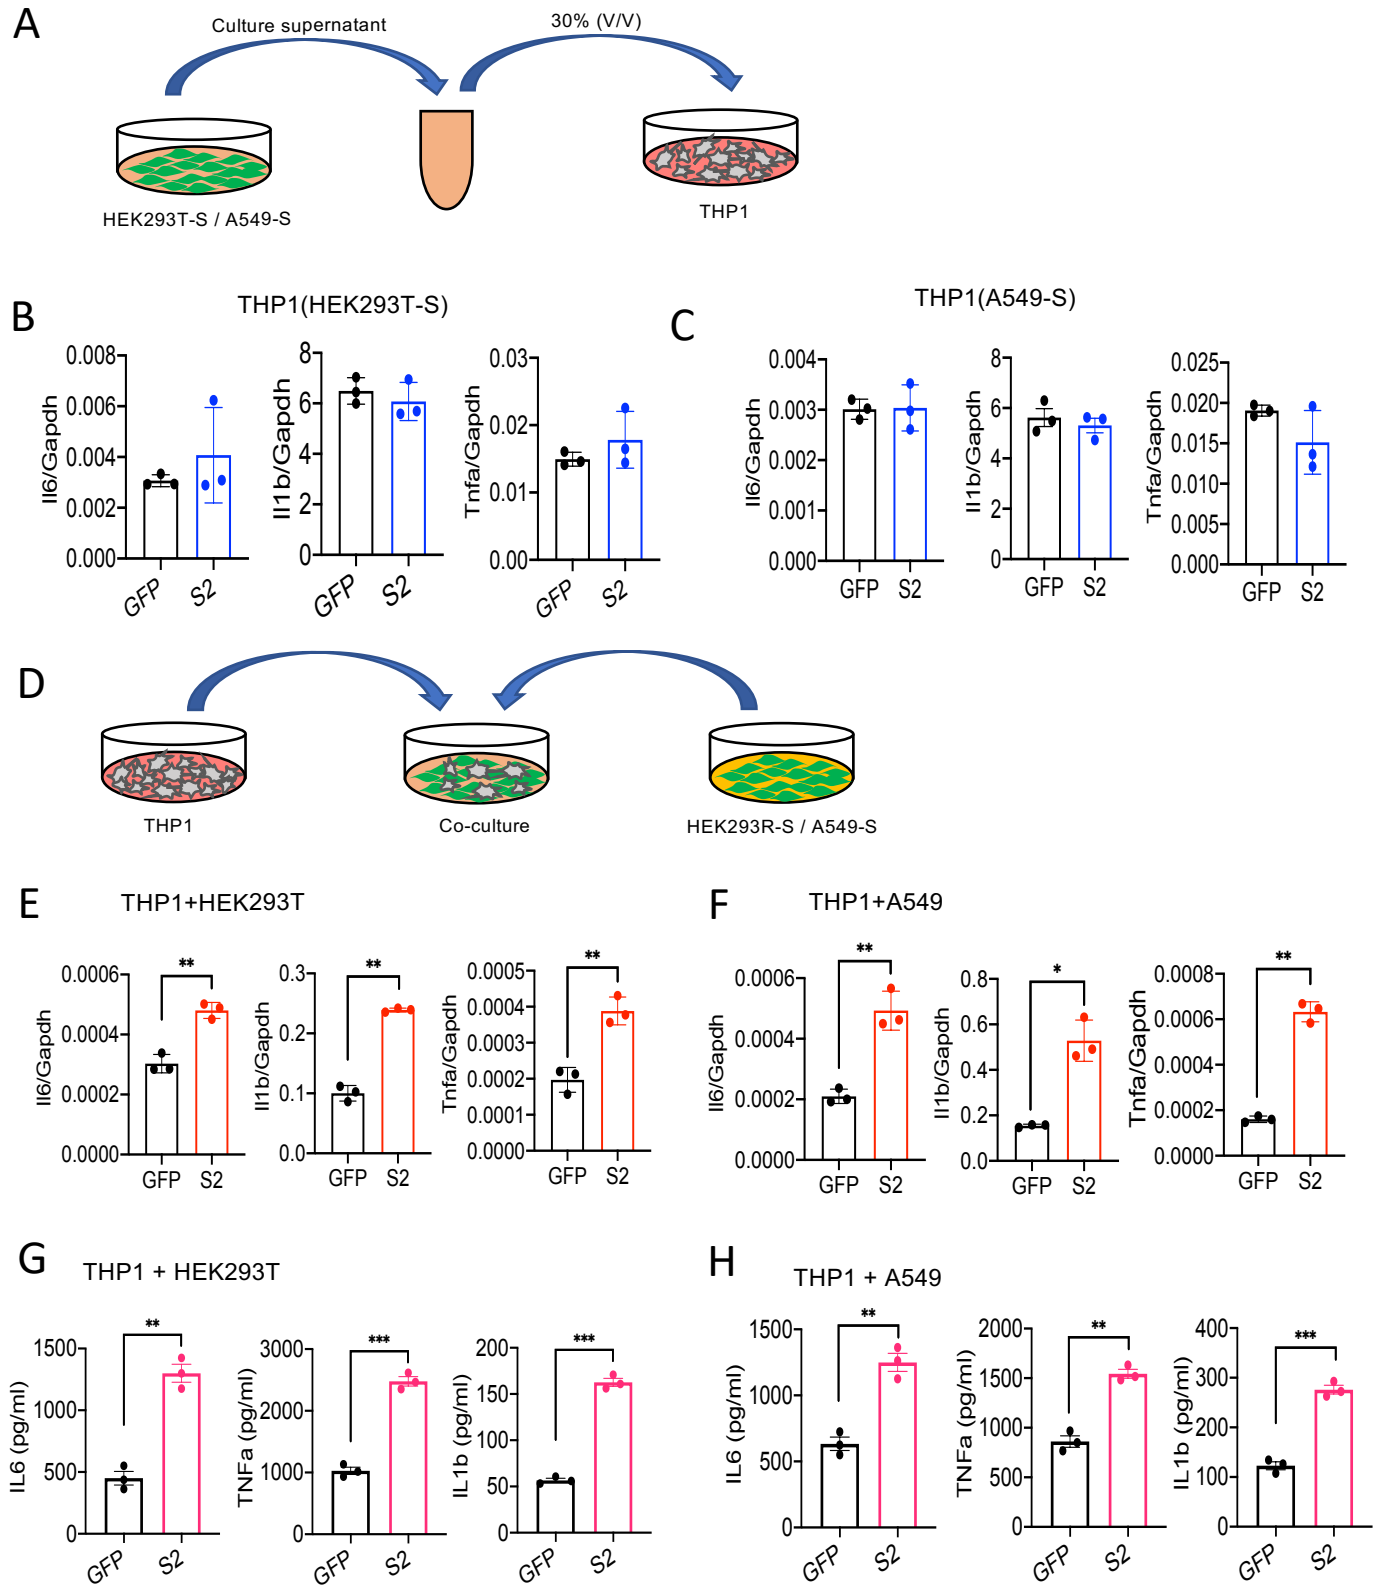 A
Culture supernatant
30% (V/V)
HEK293T-S / A549-S
THP1
B
THP1(HEK293T-S)
Il6/Gapdh
0.008
0.006
0.004
0.002
0.000
GFP
S2
Il1b/Gapdh
8
6
4
2
0
GFP
S2
Tnfa/Gapdh
0.03
0.02
0.01
0.00
GFP
S2
C
THP1(A549-S)
Il6/Gapdh
0.004
0.003
0.002
0.001
0.000
GFP S2
Il1b/Gapdh
8
6
4
2
0
GFP S2
Tnfa/Gapdh
0.025
0.020
0.015
0.010
0.005
0.000
GFP S2
D
THP1
Co-culture
HEK293R-S / A549-S
E
THP1+HEK293T
Il6/Gapdh
0.0006
0.0004
0.0002
0.0000
**
GFP S2
Il1b/Gapdh
0.3
0.2
0.1
0.0
**
GFP S2
Tnfa/Gapdh
0.0005
0.0004
0.0003
0.0002
0.0001
0.0000
**
GFP S2
F
THP1+A549
Il6/Gapdh
0.0006
0.0004
0.0002
0.0000
**
GFP S2
Il1b/Gapdh
0.8
0.6
0.4
0.2
0.0
*
GFP S2
Tnfa/Gapdh
0.0008
0.0006
0.0004
0.0002
0.0000
**
GFP S2
G
THP1 + HEK293T
IL6 (pg/ml)
1500
1000
500
0
**
GFP
S2
TNFa (pg/ml)
3000
2000
1000
0
***
GFP
S2
IL1b (pg/ml)
200
150
100
50
0
***
GFP
S2
H
THP1 + A549
IL6 (pg/ml)
1500
1000
500
0
**
GFP
S2
TNFa (pg/ml)
2000
1500
1000
500
0
**
GFP
S2
IL1b (pg/ml)
400
300
200
100
0
***
GFP
S2